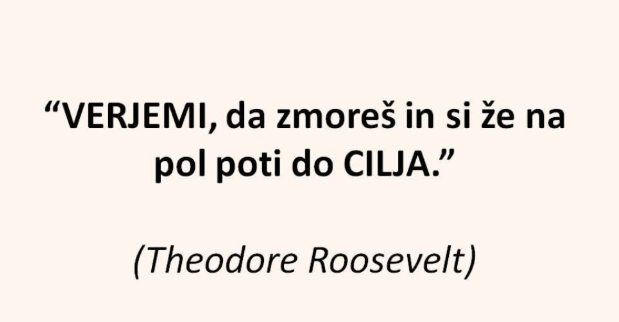 “VERJEMI, da zmoreš in si že na
pol poti do CILJA.”
(Theodore Roosevelt)